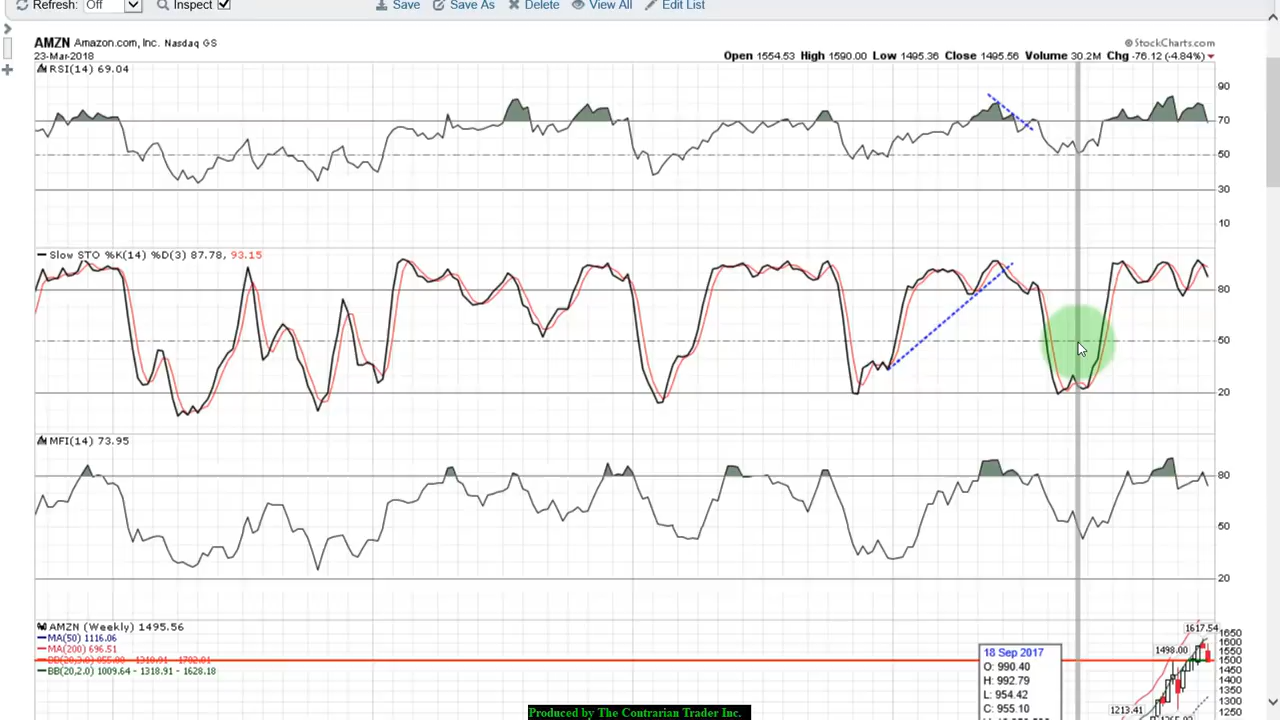 Refresh: Off Inspect Save Save As Delete View All Edit List
AMZN Amazon.com, Inc. Nasdaq GS
© StockCharts.com
23-Mar-2018
Open 1554.53 High 1590.00 Low 1495.36 Close 1495.56 Volume 30.2M Chg -76.12 (-4.84%)
RSI(14) 69.04
90
70
50
30
10
Slow STO %K(14) %D(3) 87.78, 93.15
80
50
20
MFI(14) 73.95
80
50
20
AMZN (Weekly) 1495.56
MA(50) 1116.06
MA(200) 696.51
BB(20,2.0) 1009.64 - 1318.91 - 1628.18
1617.54
1498.00
1213.41
1650
1600
1550
1500
1450
1400
1350
1300
1250
18 Sep 2017
O: 990.40
H: 992.79
L: 954.42
C: 955.10
Produced by The Contrarian Trader Inc.